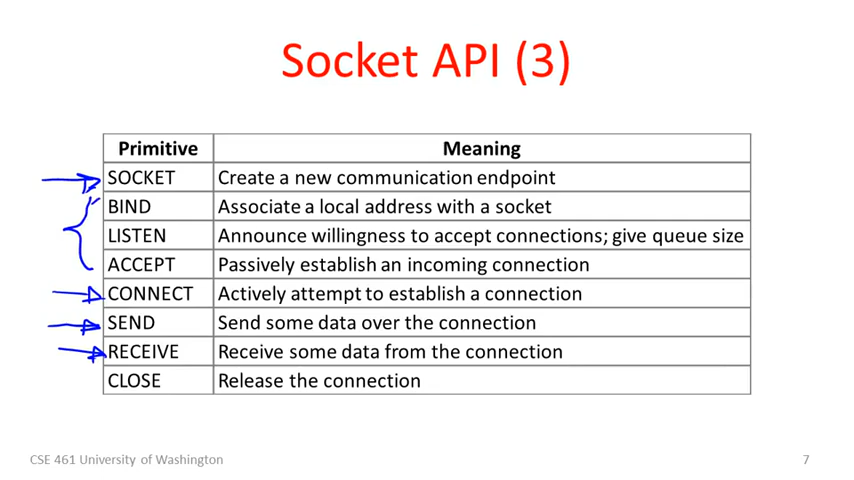 Socket API (3)
Primitive Meaning
SOCKET Create a new communication endpoint
BIND Associate a local address with a socket
LISTEN Announce willingness to accept connections; give queue size
ACCEPT Passively establish an incoming connection
CONNECT Actively attempt to establish a connection
SEND Send some data over the connection
RECEIVE Receive some data from the connection
CLOSE Release the connection
CSE 461 University of Washington 7